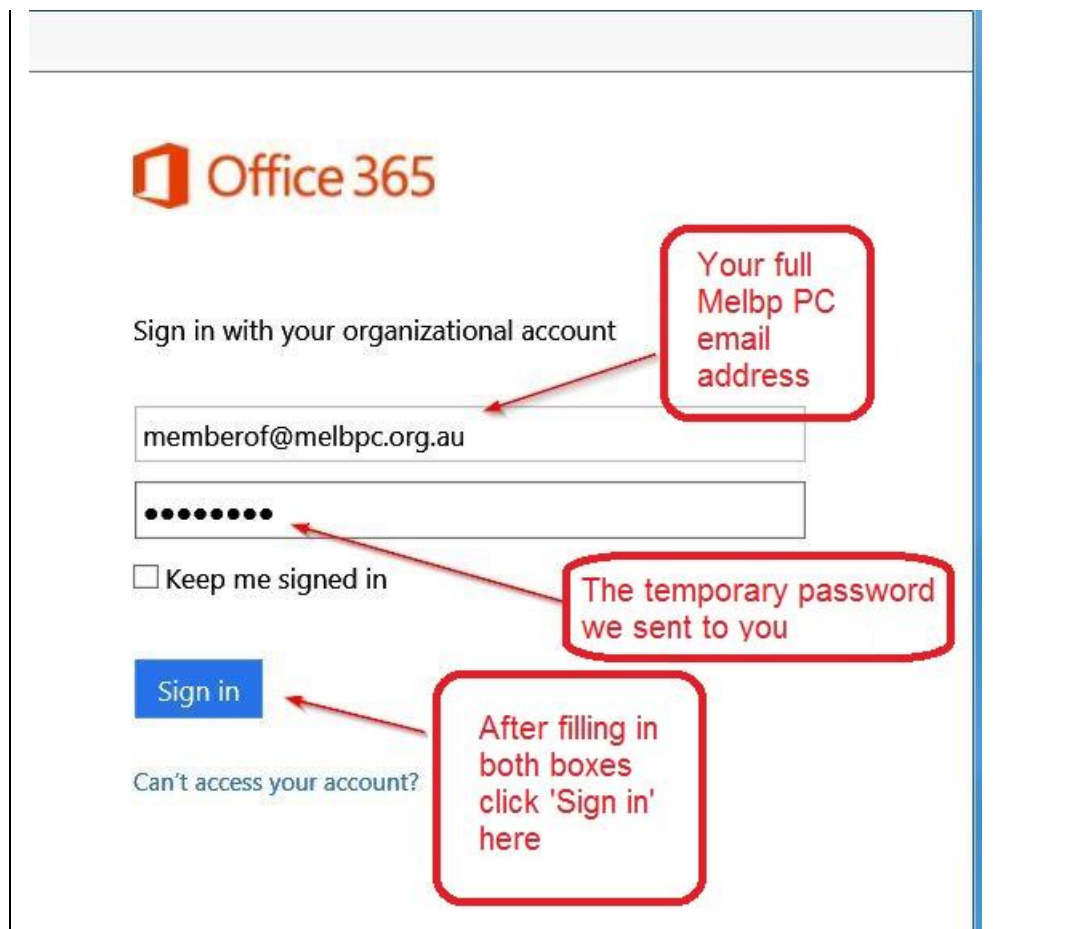 Office 365
Your full
Melbp PC
email
address
Sign in with your organizational account
memberof@melbpc.org.au
••••••••
Keep me signed in
The temporary password
we sent to you
Sign in
After filling in
both boxes
click 'Sign in'
here
Can't access your account?